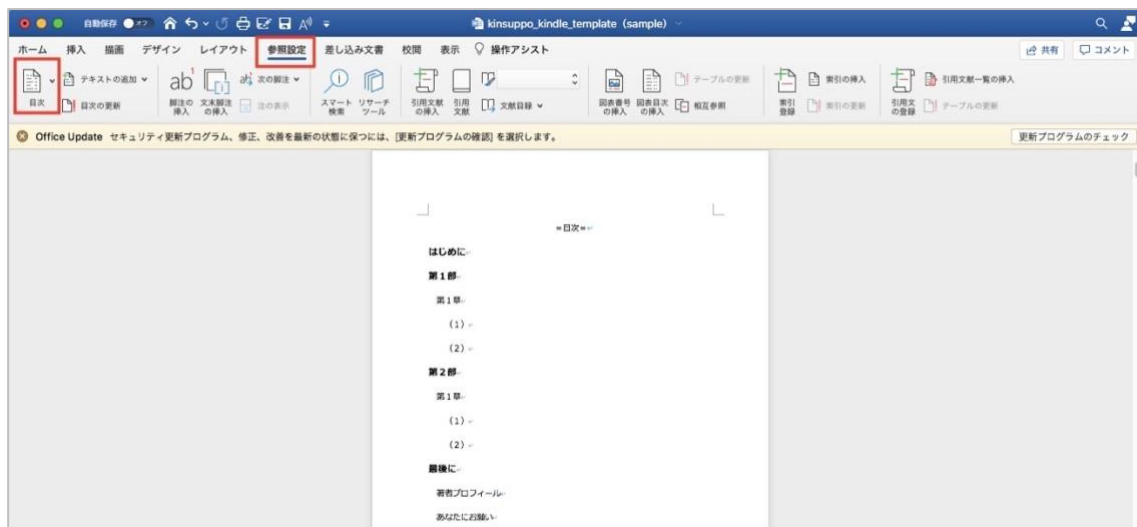 自動保存 オフ kinsuppo_kindle_template (sample)
ホーム 挿入 描画 デザイン レイアウト 参照設定 差し込み文書 校閲 表示 操作アシスト 共有 コメント
目次
テキストの追加
目次の更新
ab¹
脚注の挿入
文末脚注の挿入
次の脚注
注の表示
スマート検索
リサーチツール
引用文献の挿入
引用文献
文献目録
図表番号の挿入
図表目次の挿入
テーブルの更新
相互参照
索引登録
索引の挿入
索引の更新
引用文の登録
引用文献一覧の挿入
テーブルの更新
Office Update セキュリティ更新プログラム、修正、改善を最新の状態に保つには、[更新プログラムの確認] を選択します。 更新プログラムのチェック
=目次=
はじめに
第1部
第1章
(1)
(2)
第2部
第1章
(1)
(2)
最後に
著者プロフィール
あなたにお願い